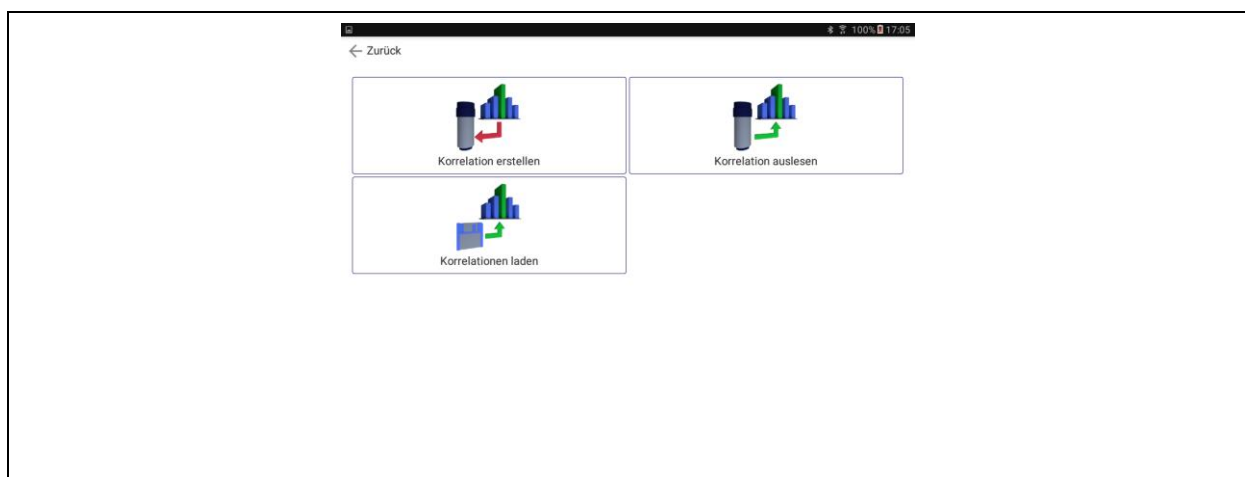 100% 17:05
Zurück
Korrelation erstellen
Korrelation auslesen
Korrelationen laden